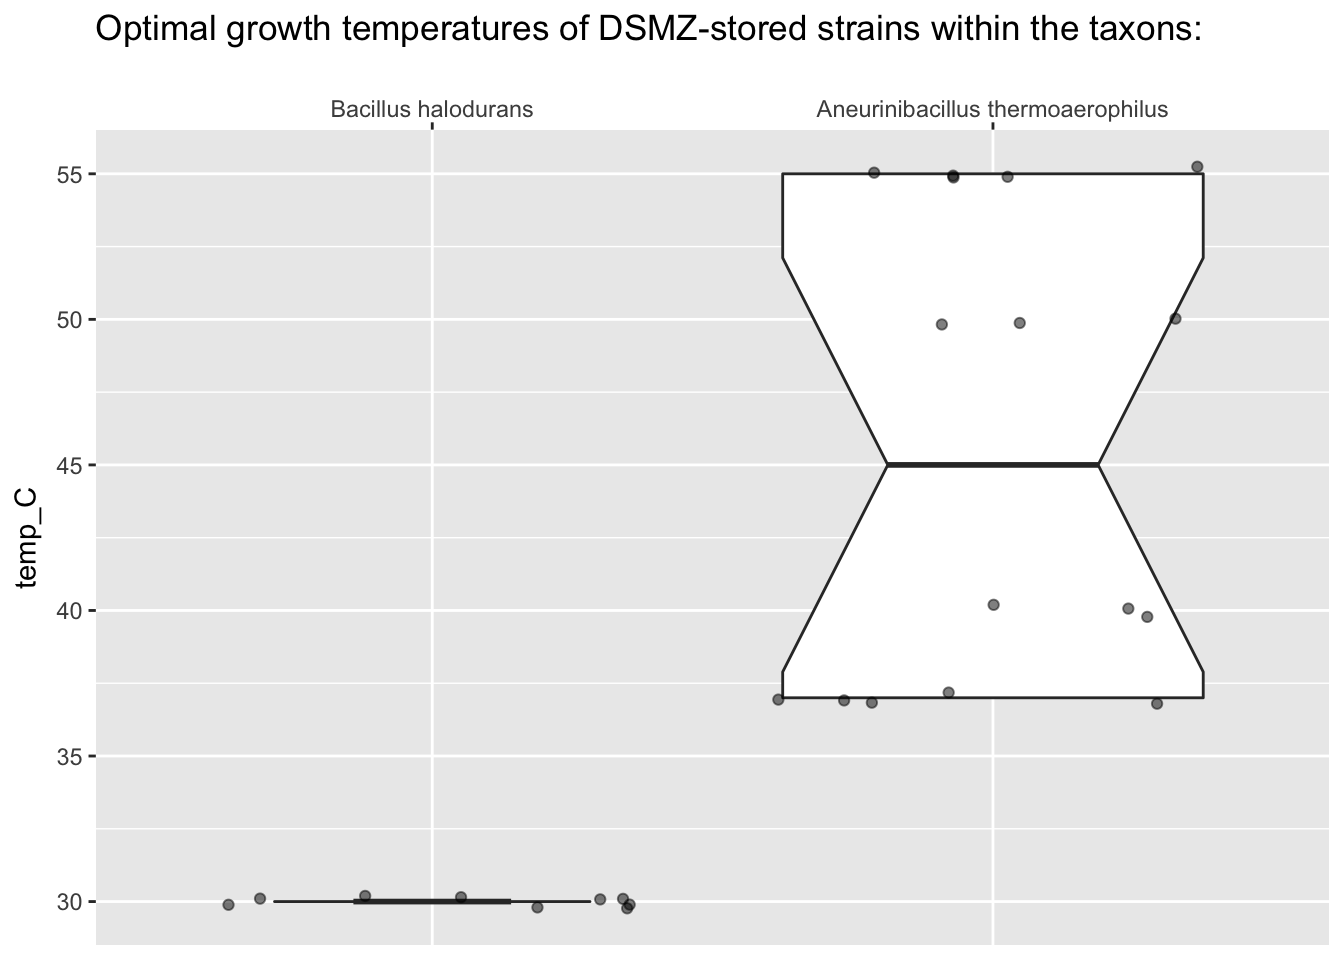 Optimal growth temperatures of DSMZ-stored strains within the taxons:
Bacillus halodurans
Aneurinibacillus thermoaerophilus
55
50
45
40
35
30
temp_C